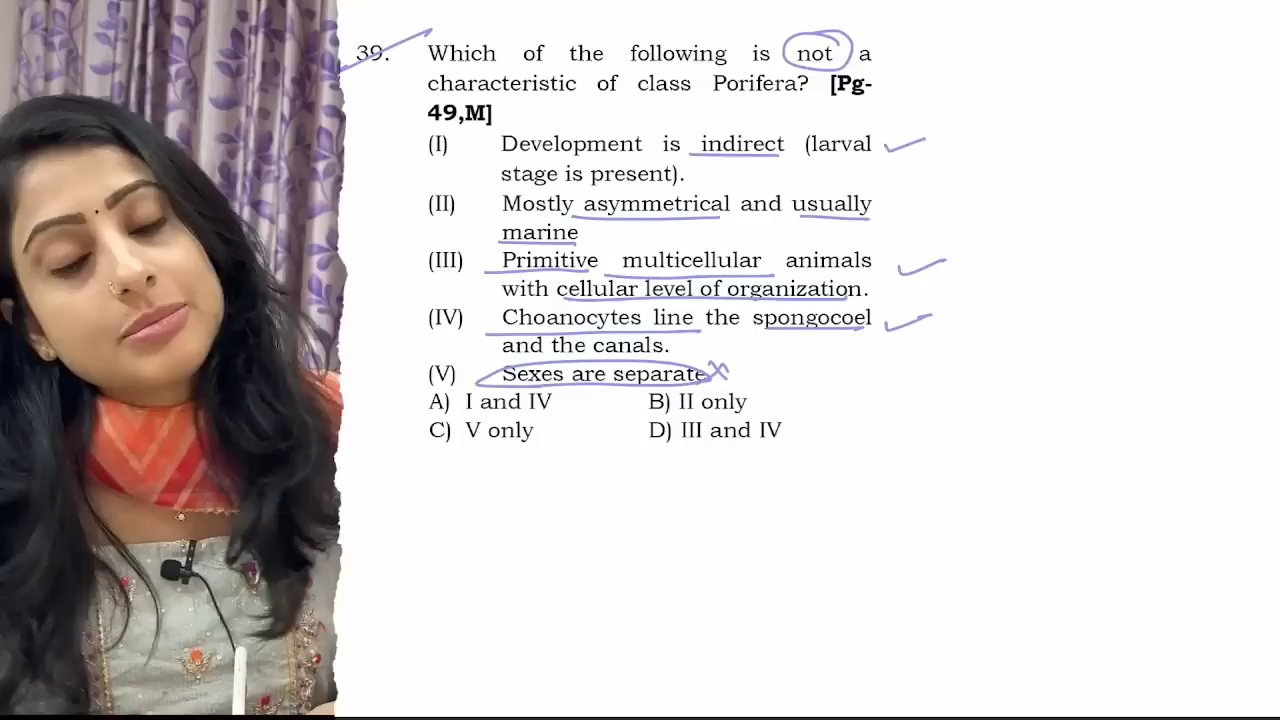 39. Which of the following is not a
characteristic of class Porifera? [Pg-
49,M]
(I) Development is indirect (larval
stage is present).
(II) Mostly asymmetrical and usually
marine
(III) Primitive multicellular animals
with cellular level of organization.
(IV) Choanocytes line the spongocoel
and the canals.
(V) Sexes are separate
A) I and IV B) II only
C) V only D) III and IV